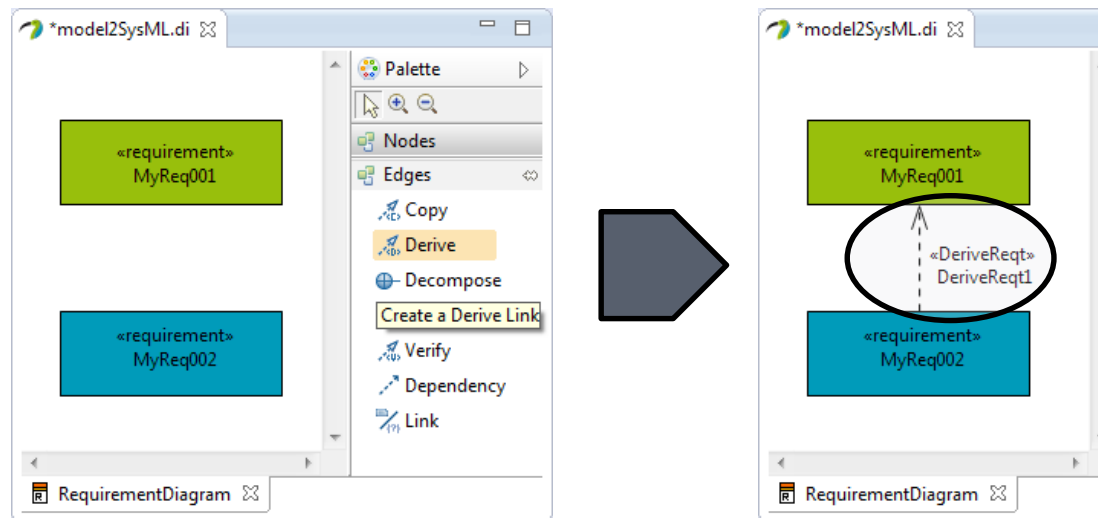 *model2SysML.di
Palette
Nodes
Edges
Copy
Derive
Decompose
Create a Derive Link
Verify
Dependency
Link
«requirement»
MyReq001
«requirement»
MyReq002
RequirementDiagram
*model2SysML.di
«requirement»
MyReq001
«DeriveReqt»
DeriveReqt1
«requirement»
MyReq002
RequirementDiagram